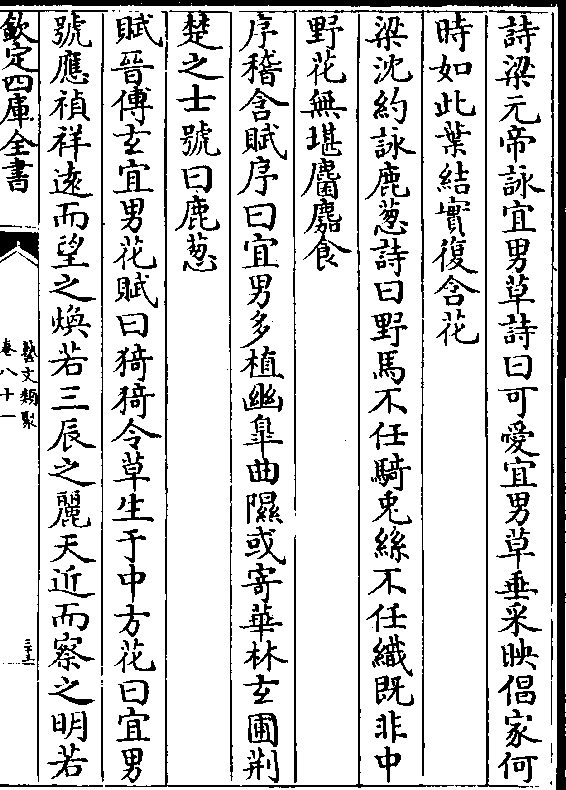 詩梁元帝詠宜男草詩曰可愛宜男草垂采映倡家何
時如此葉結實復含花
梁沈約詠鹿葱詩曰野馬不任騎兎絲不任織既非中
野花無堪麕麚食
序稽含賦序曰宜男多植幽臯曲隰或寄華林玄圃荆
楚之士號曰鹿葱
賦晉傅玄宜男花賦曰猗猗令草生于中方花曰宜男
號應禎祥逺而望之煥若三辰之麗天近而察之明若
欽定四庫全書
藝文類聚
卷八十一
三十五